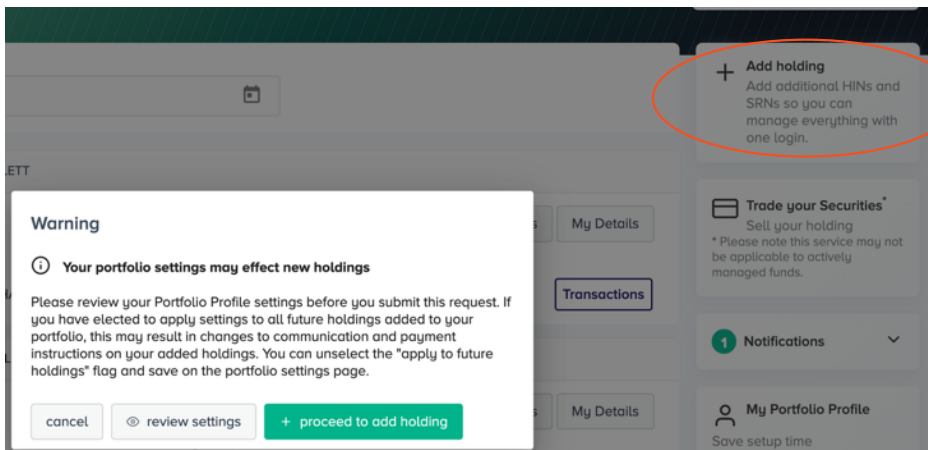 Add holding
Add additional HINs and
SRNs so you can
manage everything with
one login.
LETT
Warning
Your portfolio settings may effect new holdings
Please review your Portfolio Profile settings before you submit this request. If
you have elected to apply settings to all future holdings added to your
portfolio, this may result in changes to communication and payment
instructions on your added holdings. You can unselect the "apply to future
holdings" flag and save on the portfolio settings page.
cancel
review settings
+ proceed to add holding
My Details
Transactions
My Details
Trade your Securities*
Sell your holding
* Please note this service may not
be applicable to actively
managed funds.
1 Notifications
My Portfolio Profile
Save setup time